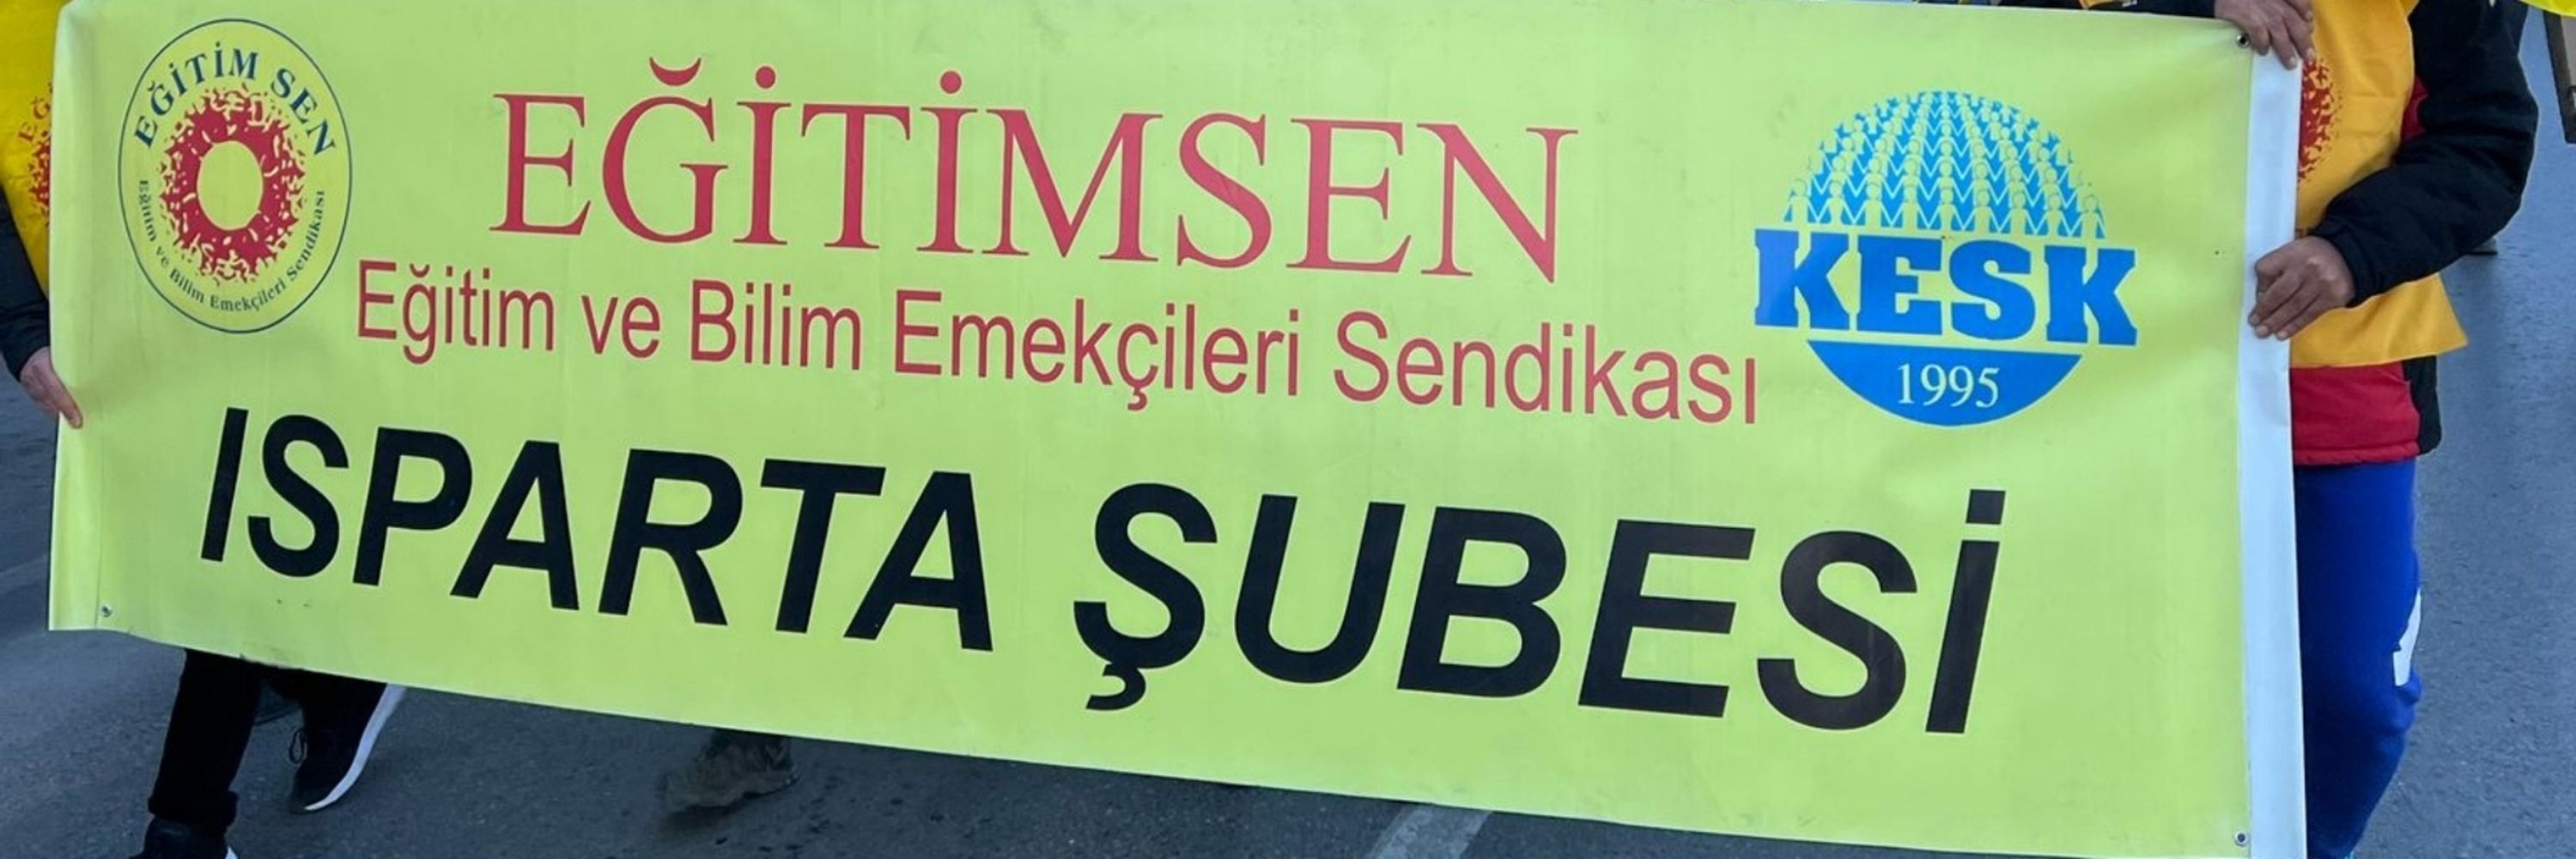 EĞİTİM SEN
Eğitim ve Bilim Emekçileri Sendikası
EĞİTİMSEN
Eğitim ve Bilim Emekçileri Sendikası
ISPARTA ŞUBESİ
KESK
1995